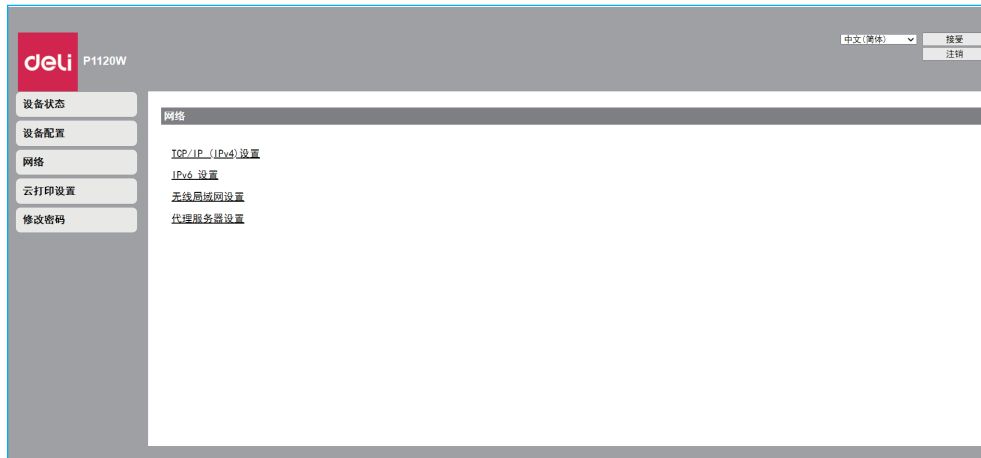 deli P1120W
中文(简体)
接受
注销
设备状态
设备配置
网络
云打印设置
修改密码
网络
TCP/IP (IPv4)设置
IPv6 设置
无线局域网设置
代理服务器设置